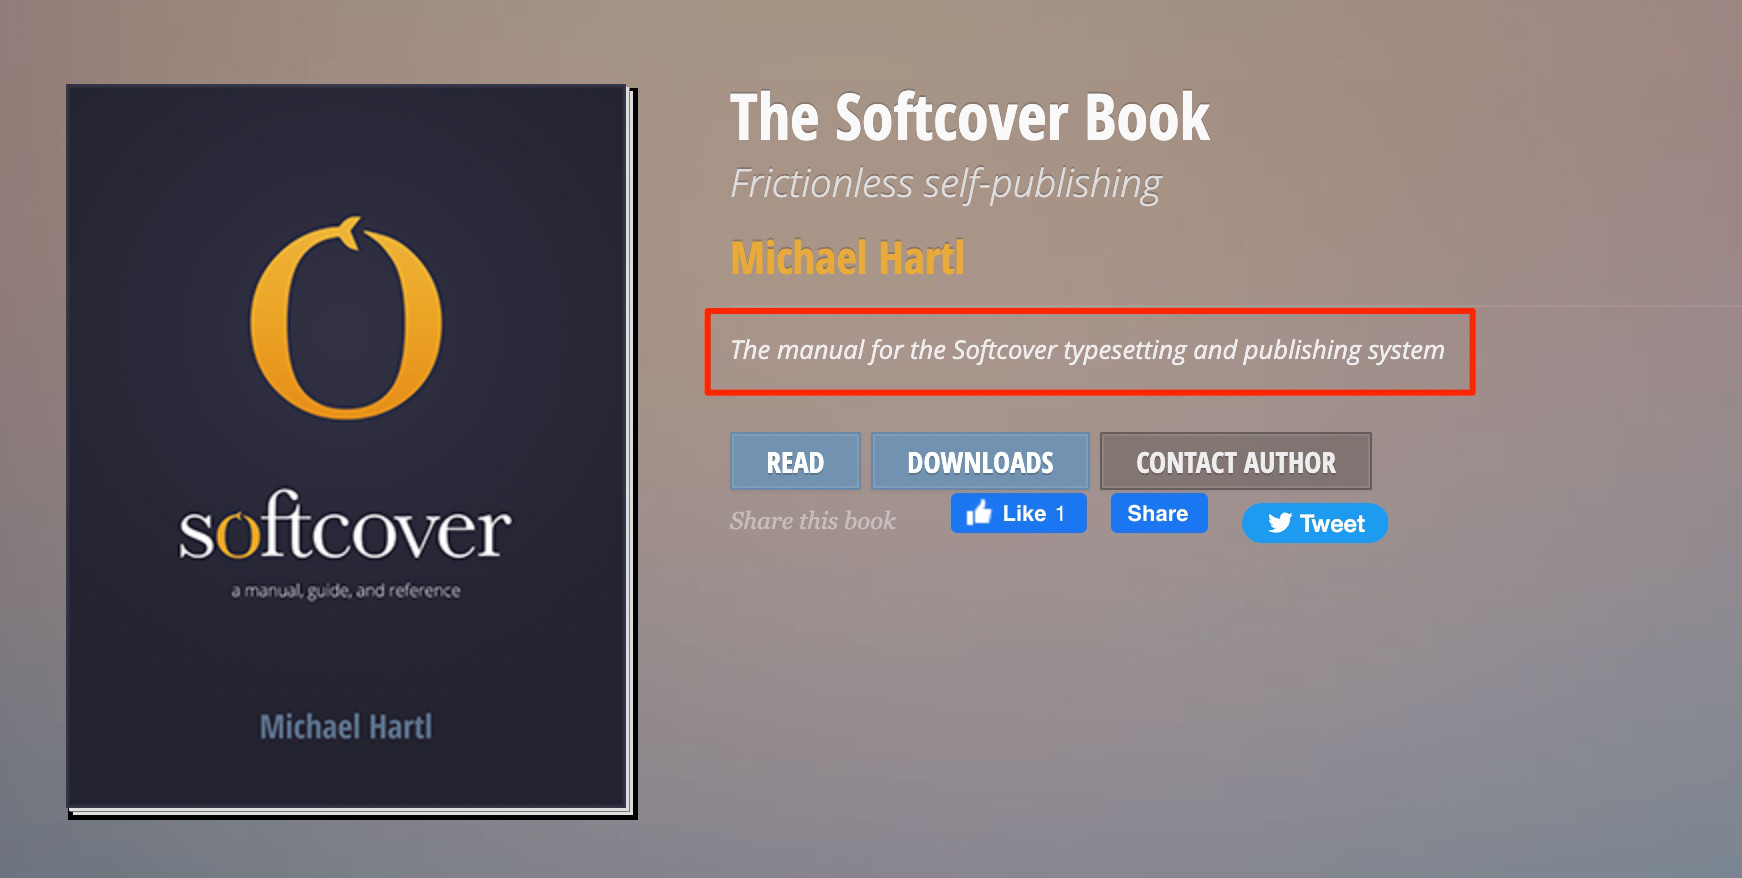 softcover
a manual, guide, and reference
Michael Hartl
The Softcover Book
Frictionless self-publishing
Michael Hartl
The manual for the Softcover typesetting and publishing system
READ DOWNLOADS CONTACT AUTHOR
Share this book Like 1 Share Tweet